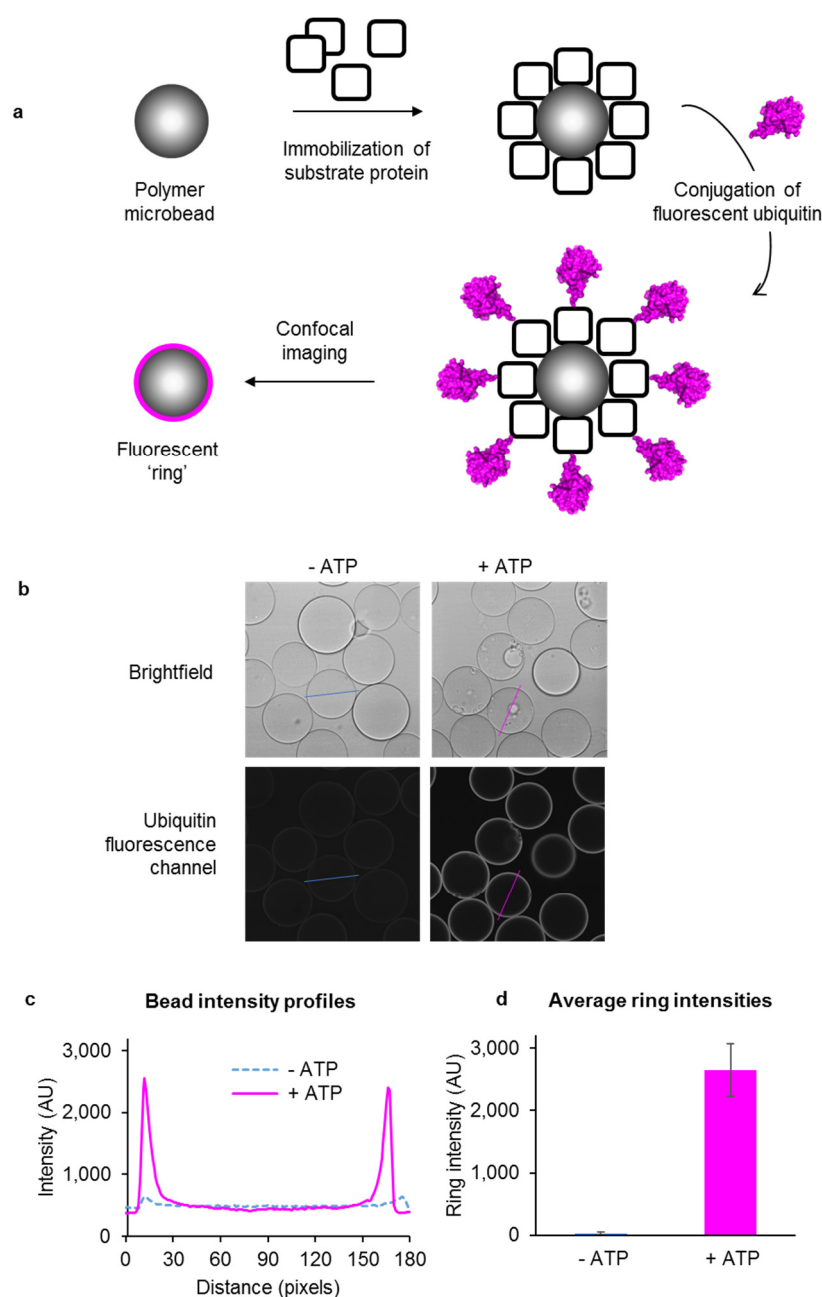 a
Immobilization of
substrate protein
Polymer
microbead
Conjugation of
fluorescent ubiquitin
Confocal
imaging
Fluorescent
‘ring’
b
- ATP
+ ATP
Brightfield
Ubiquitin
fluorescence
channel
c
Bead intensity profiles
3,000
2,000
1,000
0
Intensity (AU)
- ATP
+ ATP
0 30 60 90 120 150 180
Distance (pixels)
d
Average ring intensities
3,000
2,000
1,000
0
Ring intensity (AU)
- ATP
+ ATP